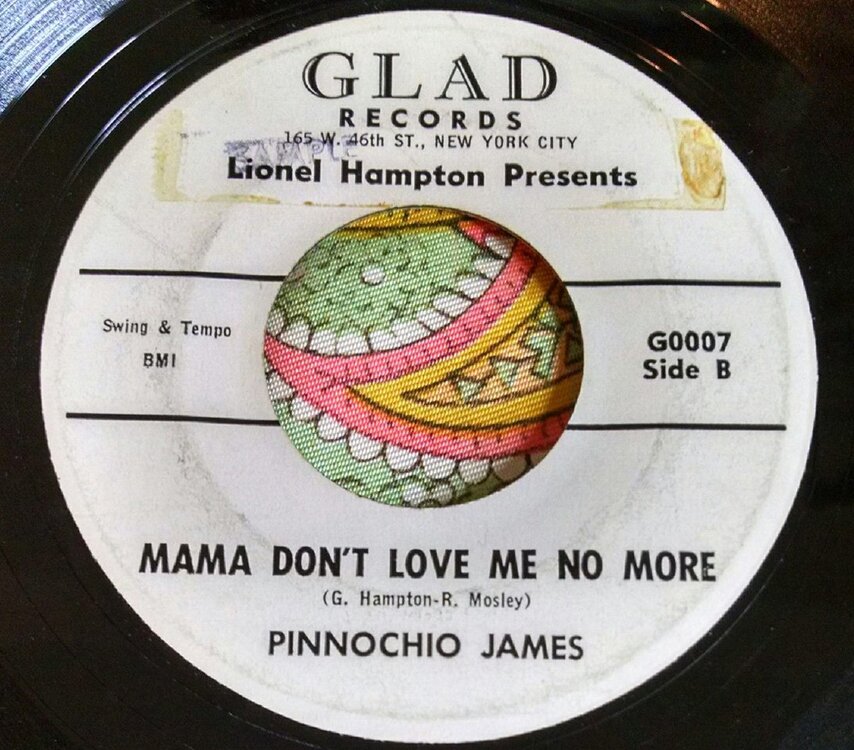 GLAD
RECORDS
165 W. 46th ST., NEW YORK CITY
SAMPLE
Lionel Hampton Presents
Swing & Tempo
BMI
G0007
Side B
MAMA DON'T LOVE ME NO MORE
(G. Hampton-R. Mosley)
PINNOCHIO JAMES